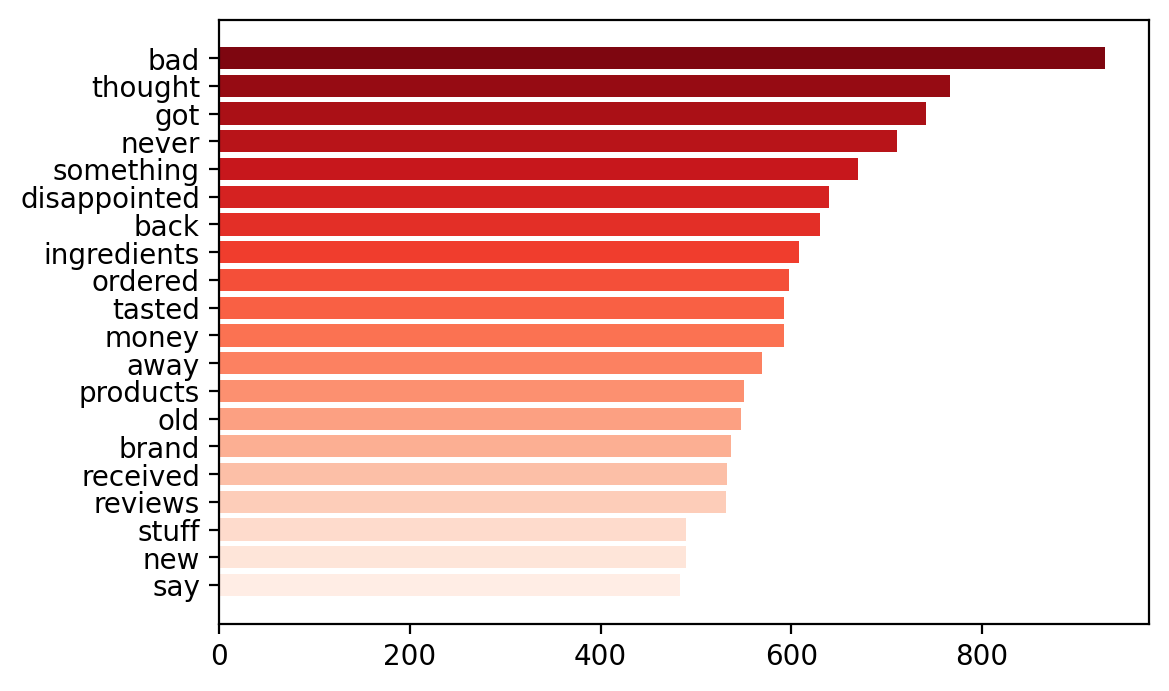 bad
thought
got
never
something
disappointed
back
ingredients
ordered
tasted
money
away
products
old
brand
received
reviews
stuff
new
say
0 200 400 600 800